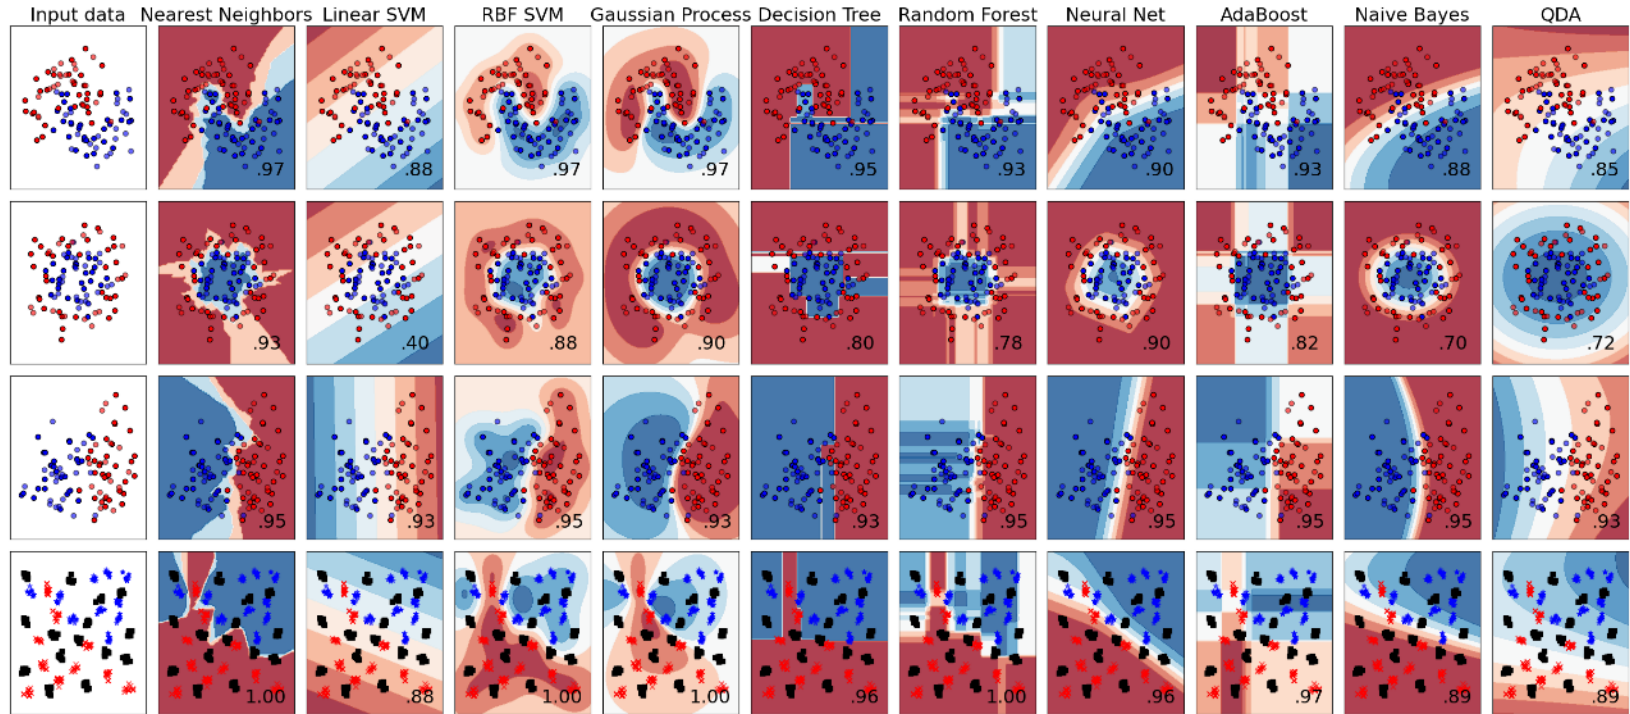 Input data Nearest Neighbors Linear SVM RBF SVM Gaussian Process Decision Tree Random Forest Neural Net AdaBoost Naive Bayes QDA
.97 .88 .97 .97 .95 .93 .90 .93 .88 .85
.93 .40 .88 .90 .80 .78 .90 .82 .70 .72
.95 .93 .95 .93 .93 .95 .95 .95 .95 .93
1.00 .88 1.00 1.00 .96 1.00 .96 .97 .89 .89